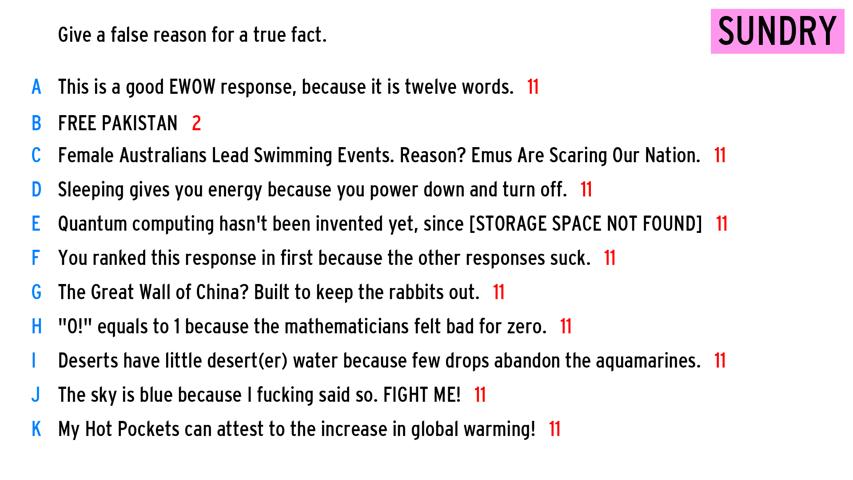 Give a false reason for a true fact.
SUNDRY
A This is a good EWOW response, because it is twelve words. 11
B FREE PAKISTAN 2
C Female Australians Lead Swimming Events. Reason? Emus Are Scaring Our Nation. 11
D Sleeping gives you energy because you power down and turn off. 11
E Quantum computing hasn't been invented yet, since [STORAGE SPACE NOT FOUND] 11
F You ranked this response in first because the other responses suck. 11
G The Great Wall of China? Built to keep the rabbits out. 11
H "0!" equals to 1 because the mathematicians felt bad for zero. 11
I Deserts have little desert(er) water because few drops abandon the aquamarines. 11
J The sky is blue because I fucking said so. FIGHT ME! 11
K My Hot Pockets can attest to the increase in global warming! 11